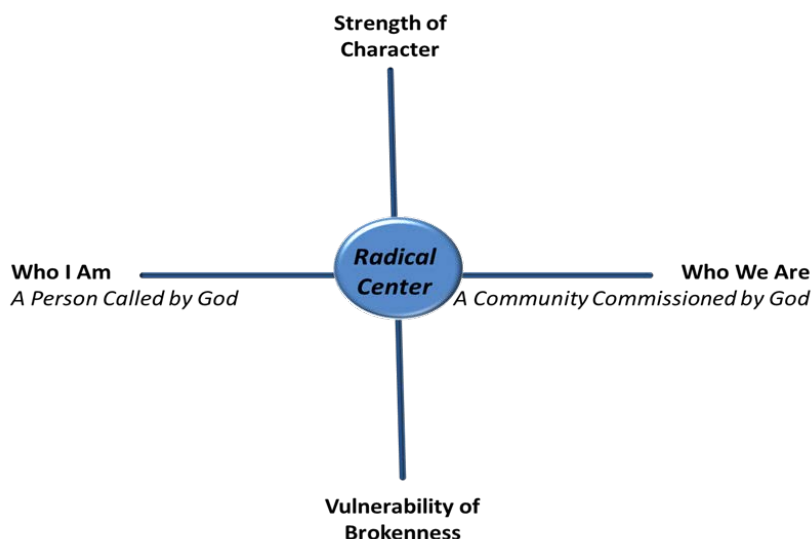 Strength of
Character
Radical
Center
Who I Am
A Person Called by God
Who We Are
A Community Commissioned by God
Vulnerability of
Brokenness